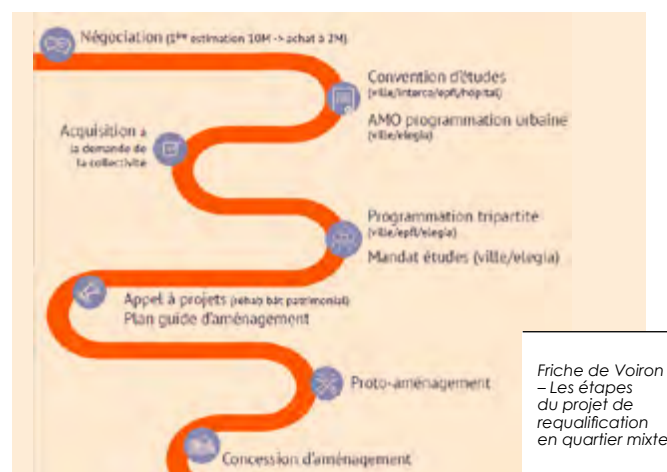 Négociation (1ère estimation 10M -> achat à 2M)
Convention d'études
(ville/interco/epfl/hôpital)
AMO programmation urbaine
(ville/elegia)
Acquisition à
la demande de
la collectivité
Programmation tripartite
(ville/epfl/elegia)
Mandat études (ville/elegia)
Appel à projets (réhab bât patrimonial)
Plan guide d'aménagement
Proto-aménagement
Concession d'aménagement
Friche de Voiron
– Les étapes
du projet de
requalification
en quartier mixte